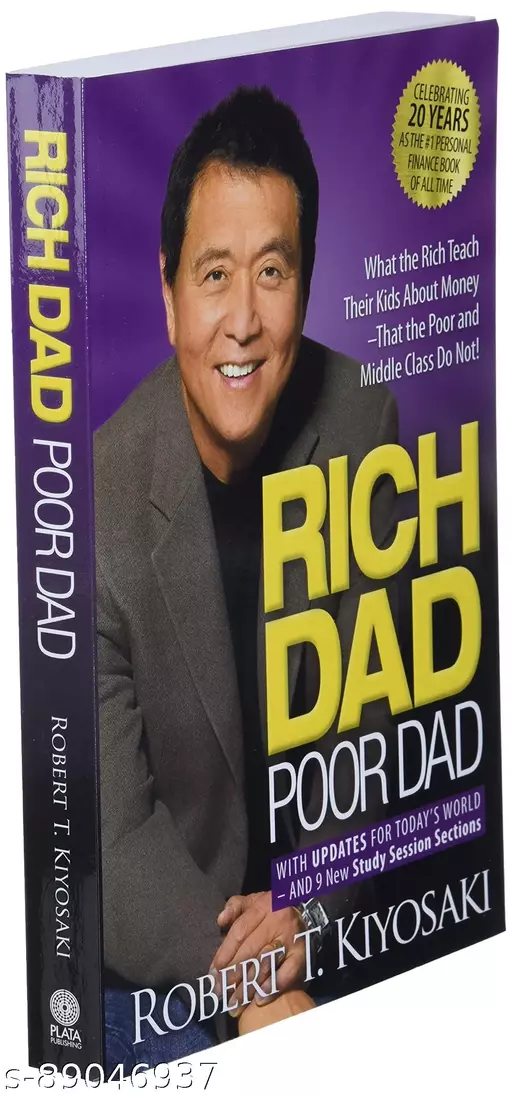 RICH DAD POOR DAD
ROBERT T. KIYOSAKI
PLATA
PUBLISHING
CELEBRATING
20 YEARS
AS THE #1 PERSONAL
FINANCE BOOK
OF ALL TIME
What the Rich Teach
Their Kids About Money
–That the Poor and
Middle Class Do Not!
RICH
DAD
POOR DAD
WITH UPDATES FOR TODAY'S WORLD
– AND 9 New Study Session Sections
ROBERT T. KIYOSAKI
s-89046937